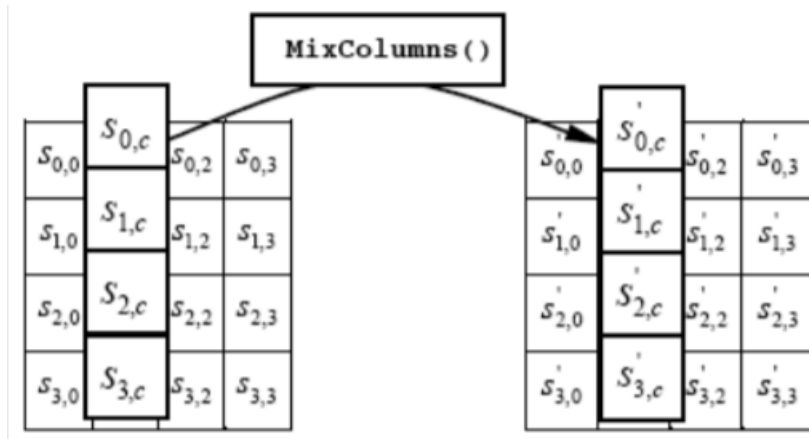 MixColumns()
S0,c S'0,c
s0,0 s0,2 s0,3 s'0,0 s'0,2 s'0,3
S1,c S'1,c
s1,0 s1,2 s1,3 s'1,0 s'1,2 s'1,3
S2,c S'2,c
s2,0 s2,2 s2,3 s'2,0 s'2,2 s'2,3
S3,c S'3,c
s3,0 s3,2 s3,3 s'3,0 s'3,2 s'3,3